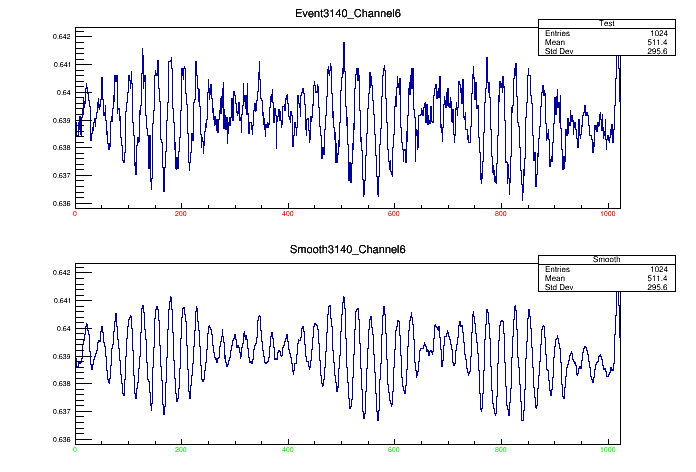 Event3140_Channel6
Test
Entries 1024
Mean 511.4
Std Dev 295.6
0.642
0.641
0.64
0.639
0.638
0.637
0.636
0 200 400 600 800 1000
Smooth3140_Channel6
Smooth
Entries 1024
Mean 511.4
Std Dev 295.6
0.642
0.641
0.64
0.639
0.638
0.637
0.636
0 200 400 600 800 1000